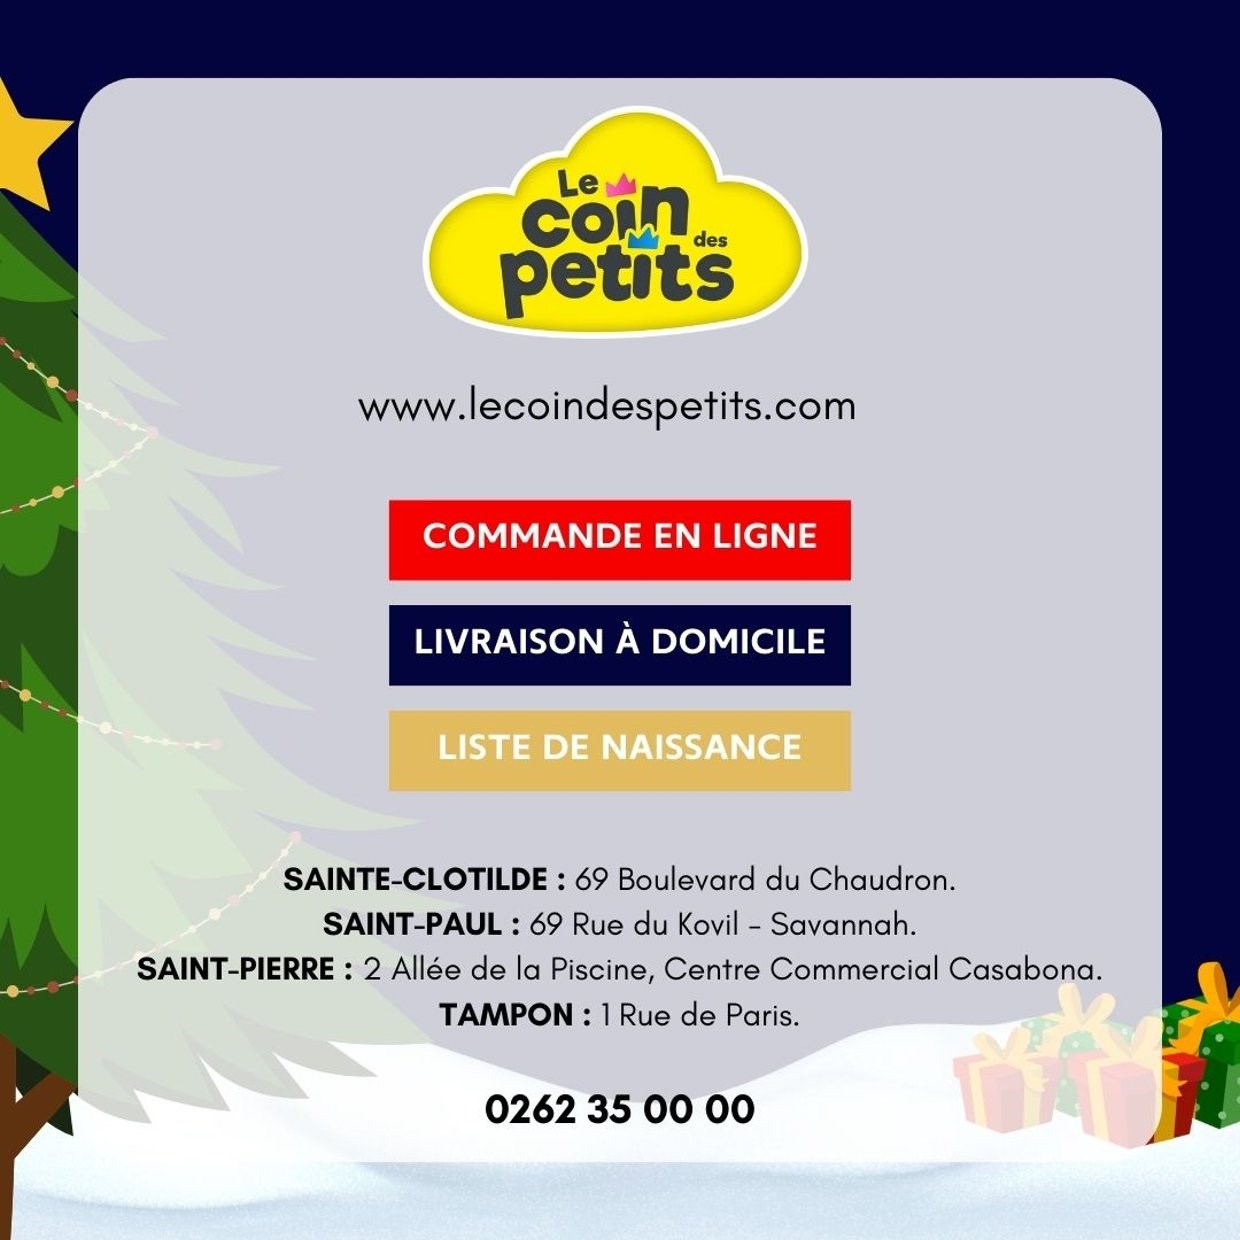 Le
coin
des
petits
www.lecoindespetits.com
COMMANDE EN LIGNE
LIVRAISON À DOMICILE
LISTE DE NAISSANCE
SAINTE-CLOTILDE : 69 Boulevard du Chaudron.
SAINT-PAUL : 69 Rue du Kovil - Savannah.
SAINT-PIERRE : 2 Allée de la Piscine, Centre Commercial Casabona.
TAMPON : 1 Rue de Paris.
0262 35 00 00